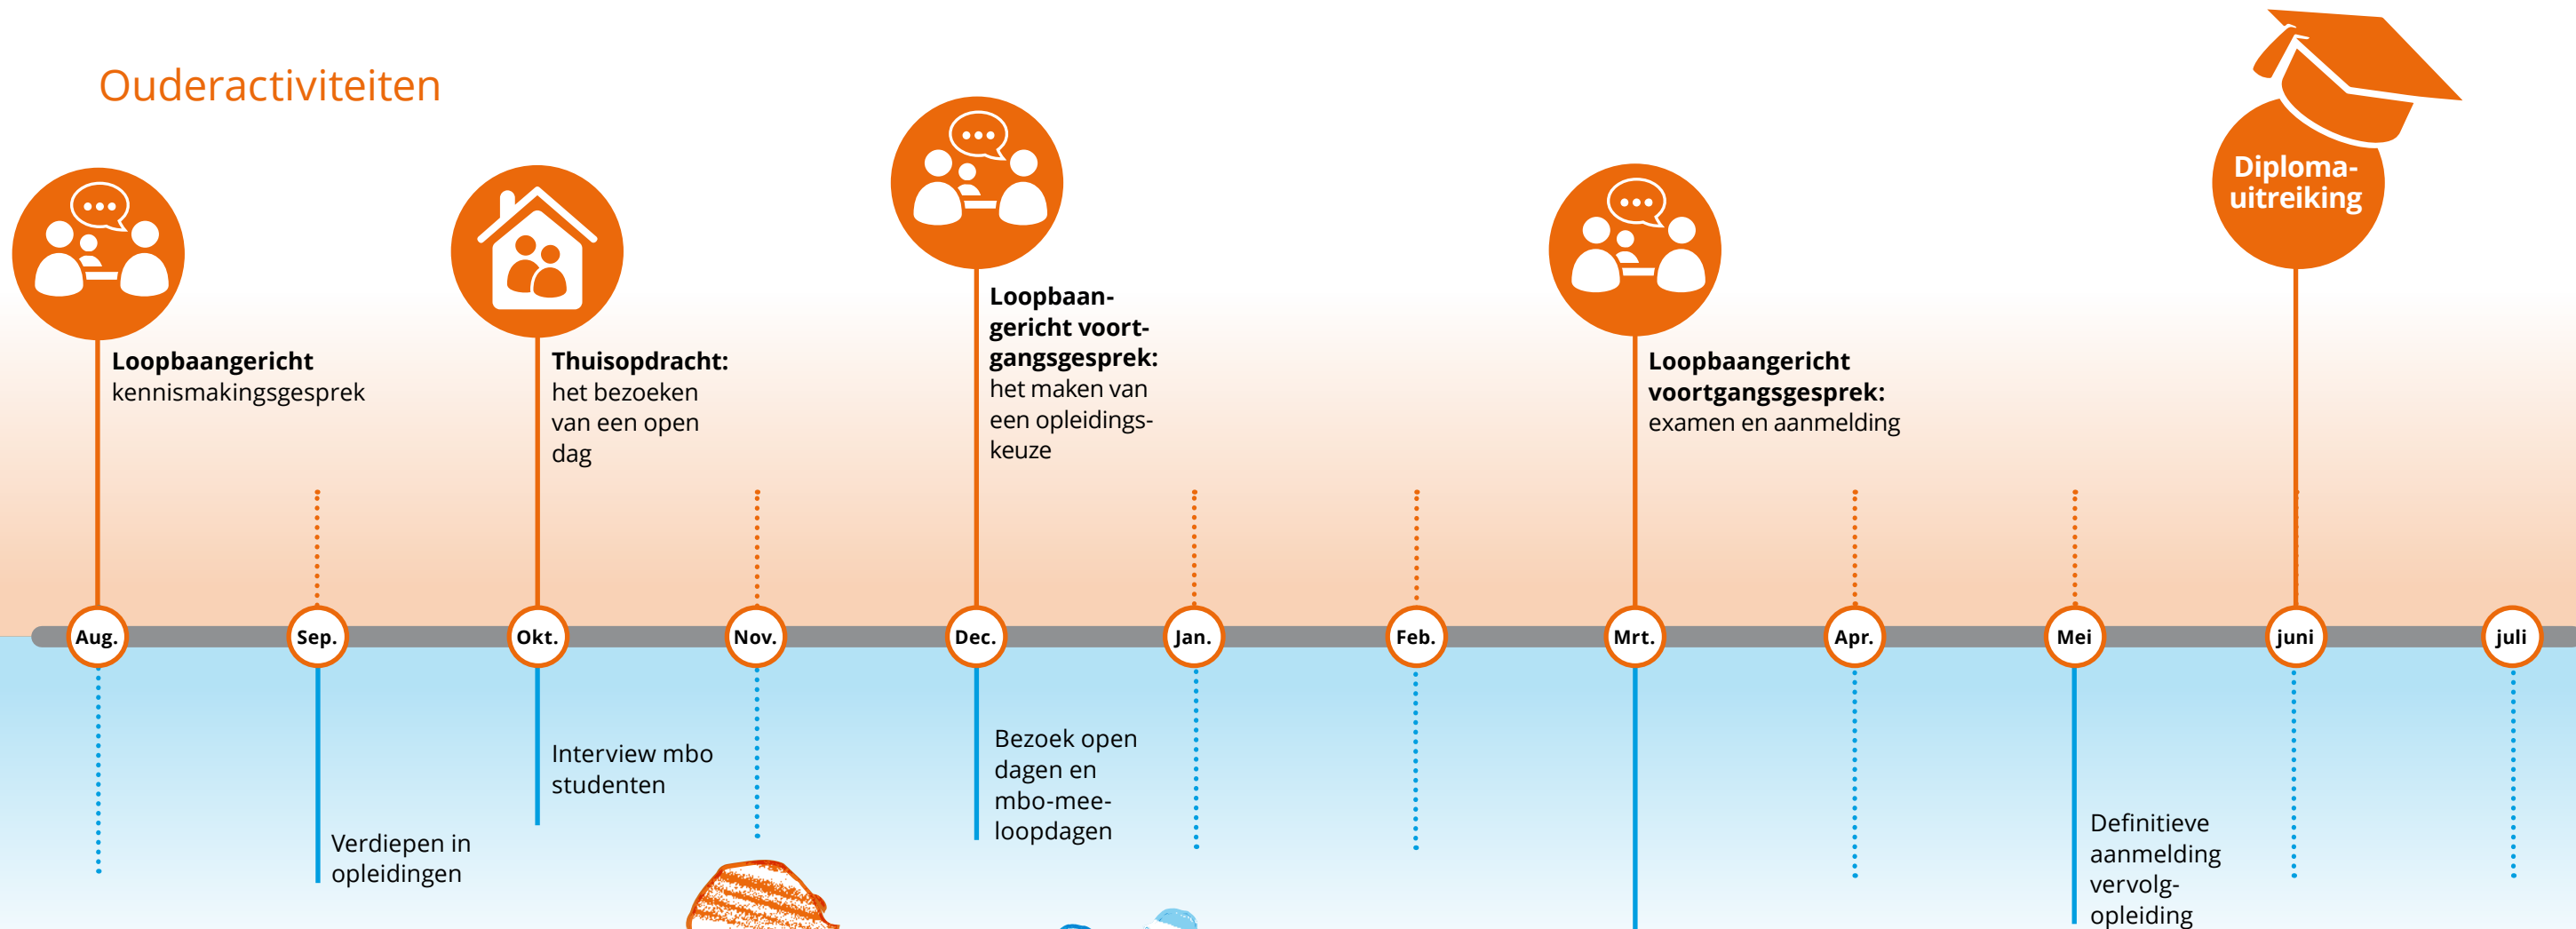 Ouderactiviteiten
Diploma-
uitreiking
Loopbaangericht
kennismakingsgesprek
Thuisopdracht:
het bezoeken
van een open
dag
Loopbaan-
gericht voort-
gangsgesprek:
het maken van
een opleidings-
keuze
Loopbaangericht
voortgangsgesprek:
examen en aanmelding
Aug.
Sep.
Okt.
Nov.
Dec.
Jan.
Feb.
Mrt.
Apr.
Mei
juni
juli
Verdiepen in
opleidingen
Interview mbo
studenten
Bezoek open
dagen en
mbo-mee-
loopdagen
Definitieve
aanmelding
vervolg-
opleiding